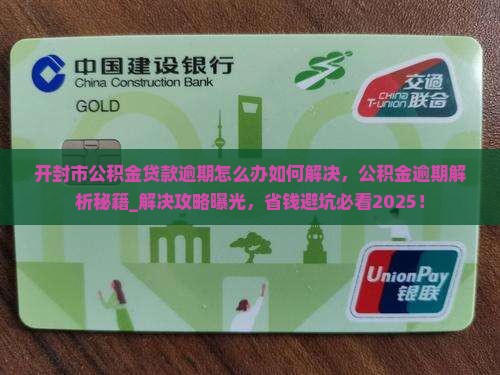 中国建设银行
China Construction Bank
GOLD
交通
联合
CHINA
T-UNION
开封市公积金贷款逾期怎么办如何解决，公积金逾期解
析秘籍_解决攻略曝光，省钱避坑必看2025！
UnionPay
银联